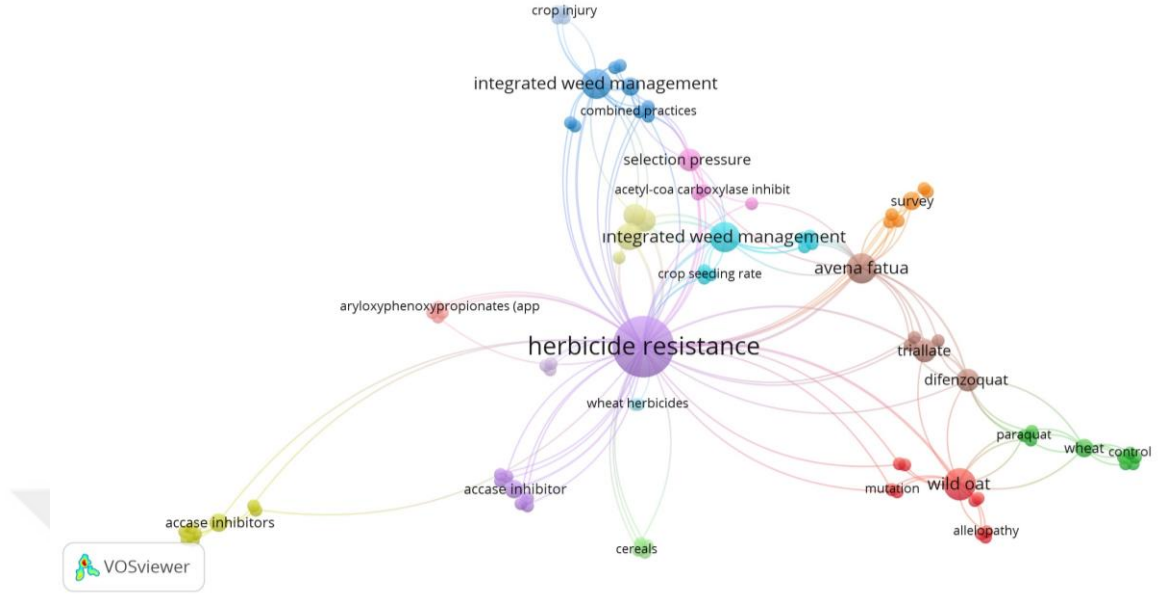 crop injury
integrated weed management
combined practices
selection pressure
acetyl-coa carboxylase inhibit
survey
integrated weed management
avena fatua
crop seeding rate
aryloxyphenoxypropionates (app
herbicide resistance
triallate
difenzoquat
wheat herbicides
paraquat
wheat
control
accase inhibitor
mutation
wild oat
accase inhibitors
allelopathy
cereals
VOSviewer